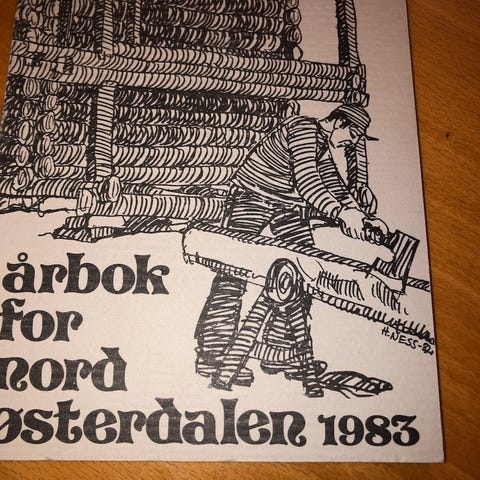 årbok
for
nord
østerdalen 1983
H.NESS-82